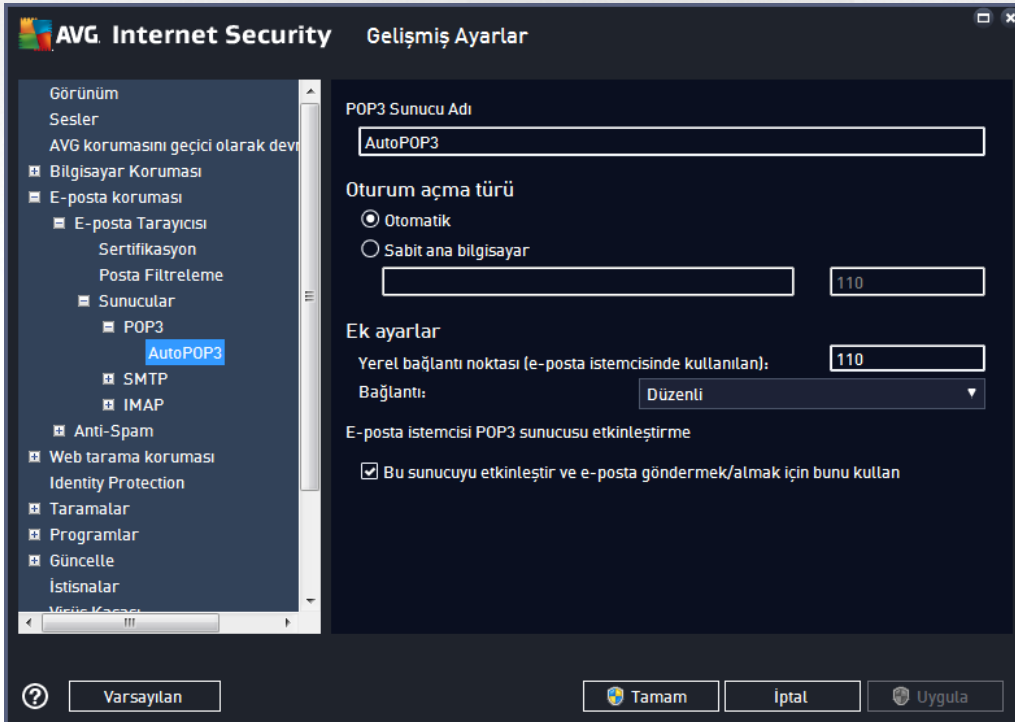 AVG. Internet Security Gelişmiş Ayarlar
Görünüm
Sesler
AVG korumasını geçici olarak devr
Bilgisayar Koruması
E-posta koruması
E-posta Tarayıcısı
Sertifikasyon
Posta Filtreleme
Sunucular
POP3
AutoPOP3
SMTP
IMAP
Anti-Spam
Web tarama koruması
Identity Protection
Taramalar
Programlar
Güncelle
İstisnalar
Virüs Kasası
POP3 Sunucu Adı
AutoPOP3
Oturum açma türü
Otomatik
Sabit ana bilgisayar
110
Ek ayarlar
Yerel bağlantı noktası (e-posta istemcisinde kullanılan): 110
Bağlantı: Düzenli
E-posta istemcisi POP3 sunucusu etkinleştirme
Bu sunucuyu etkinleştir ve e-posta göndermek/almak için bunu kullan
Varsayılan Tamam İptal Uygula